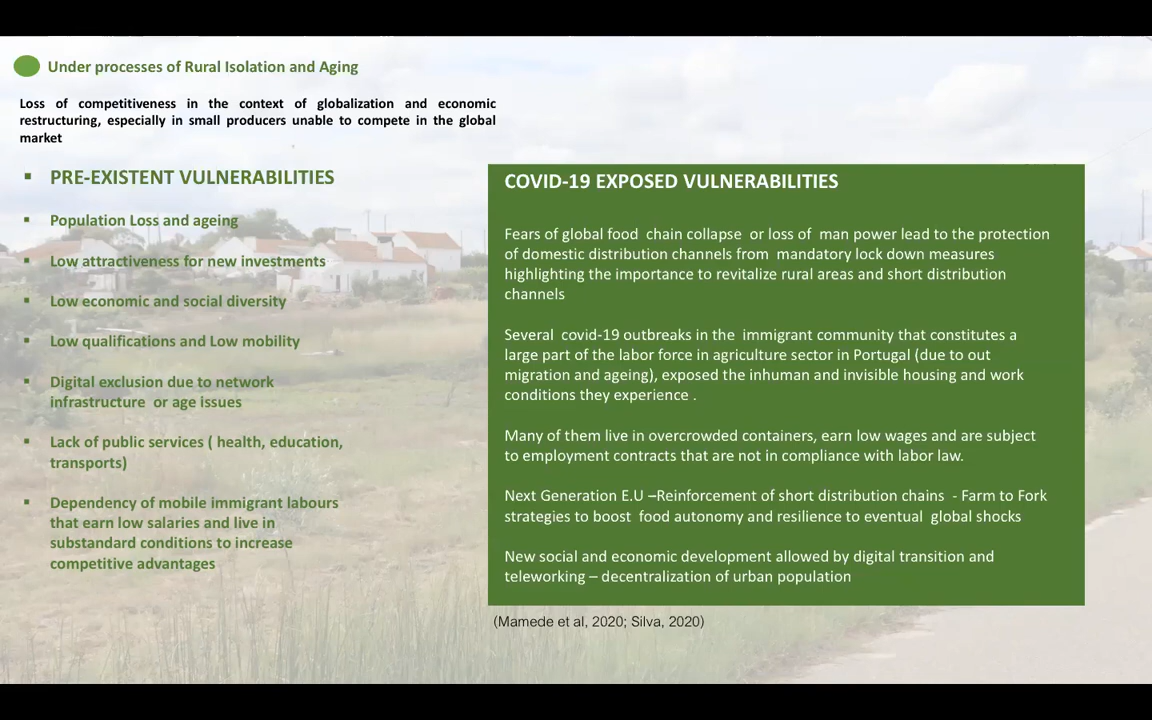 Under processes of Rural Isolation and Aging
Loss of competitiveness in the context of globalization and economic
restructuring, especially in small producers unable to compete in the global
market
▪ PRE-EXISTENT VULNERABILITIES
▪ Population Loss and ageing
▪ Low attractiveness for new investments
▪ Low economic and social diversity
▪ Low qualifications and Low mobility
▪ Digital exclusion due to network
infrastructure or age issues
▪ Lack of public services ( health, education,
transports)
▪ Dependency of mobile immigrant labours
that earn low salaries and live in
substandard conditions to increase
competitive advantages
COVID-19 EXPOSED VULNERABILITIES
Fears of global food chain collapse or loss of man power lead to the protection
of domestic distribution channels from mandatory lock down measures
highlighting the importance to revitalize rural areas and short distribution
channels
Several covid-19 outbreaks in the immigrant community that constitutes a
large part of the labor force in agriculture sector in Portugal (due to out
migration and ageing), exposed the inhuman and invisible housing and work
conditions they experience .
Many of them live in overcrowded containers, earn low wages and are subject
to employment contracts that are not in compliance with labor law.
Next Generation E.U –Reinforcement of short distribution chains - Farm to Fork
strategies to boost food autonomy and resilience to eventual global shocks
New social and economic development allowed by digital transition and
teleworking – decentralization of urban population
(Mamede et al, 2020; Silva, 2020)